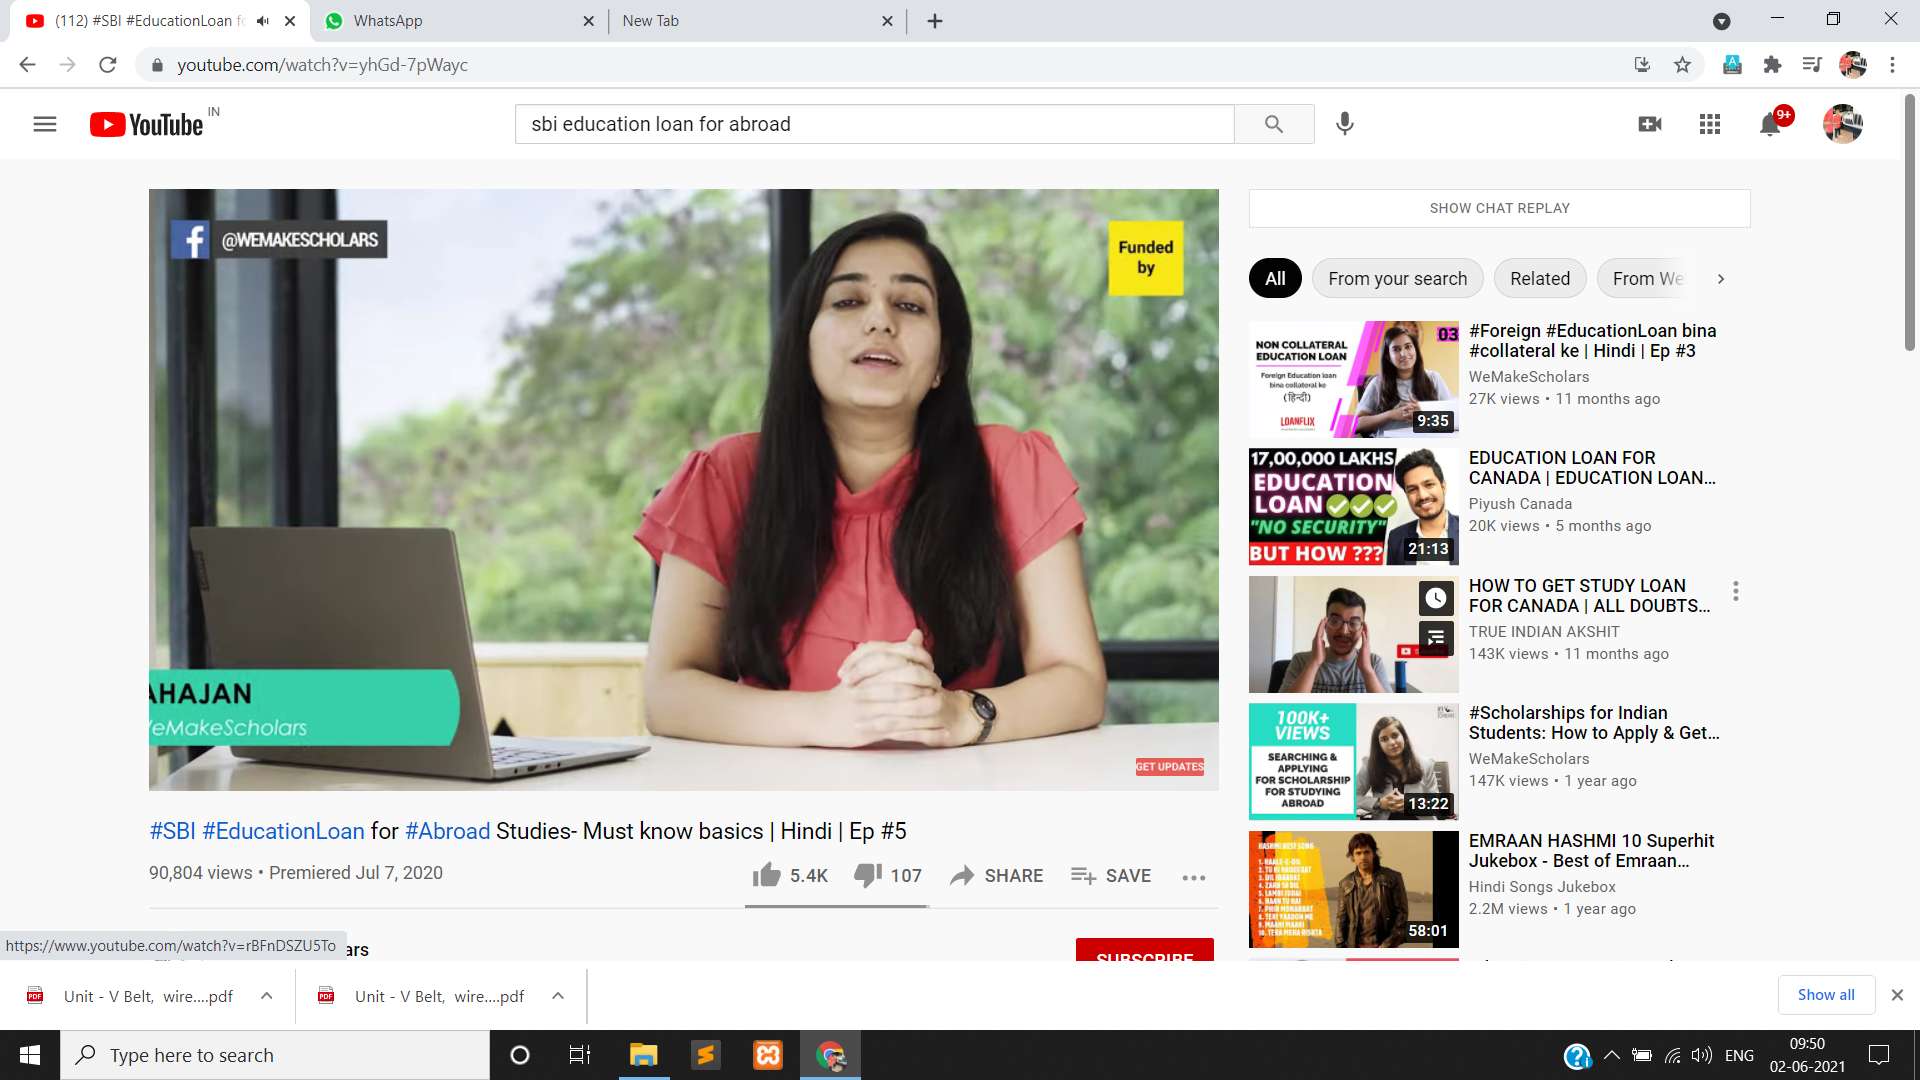 (112) #SBI #EducationLoan fo
WhatsApp
New Tab
youtube.com/watch?v=yhGd-7pWayc
YouTube IN
sbi education loan for abroad
9+
@WEMAKESCHOLARS
Funded
by
AHAJAN
WeMakeScholars
GET UPDATES
#SBI #EducationLoan for #Abroad Studies- Must know basics | Hindi | Ep #5
90,804 views • Premiered Jul 7, 2020
5.4K
107
SHARE
SAVE
ars
SUBSCRIBE
https://www.youtube.com/watch?v=rBFnDSZU5To
SHOW CHAT REPLAY
All
From your search
Related
From We
NON COLLATERAL
EDUCATION LOAN
Foreign Education loan
bina collateral ke
(हिन्दी)
LOANFLIX
03
9:35
#Foreign #EducationLoan bina
#collateral ke | Hindi | Ep #3
WeMakeScholars
27K views • 11 months ago
17,00,000 LAKHS
EDUCATION
LOAN
"NO SECURITY"
BUT HOW ???
21:13
EDUCATION LOAN FOR
CANADA | EDUCATION LOAN...
Piyush Canada
20K views • 5 months ago
HOW TO GET STUDY LOAN
FOR CANADA | ALL DOUBTS...
TRUE INDIAN AKSHIT
143K views • 11 months ago
100K+
VIEWS
SEARCHING &
APPLYING
FOR SCHOLARSHIP
FOR STUDYING
ABROAD
13:22
#Scholarships for Indian
Students: How to Apply & Get...
WeMakeScholars
147K views • 1 year ago
58:01
EMRAAN HASHMI 10 Superhit
Jukebox - Best of Emraan...
Hindi Songs Jukebox
2.2M views • 1 year ago
Unit - V Belt, wire....pdf
Unit - V Belt, wire....pdf
Show all
Type here to search
ENG
09:50
02-06-2021